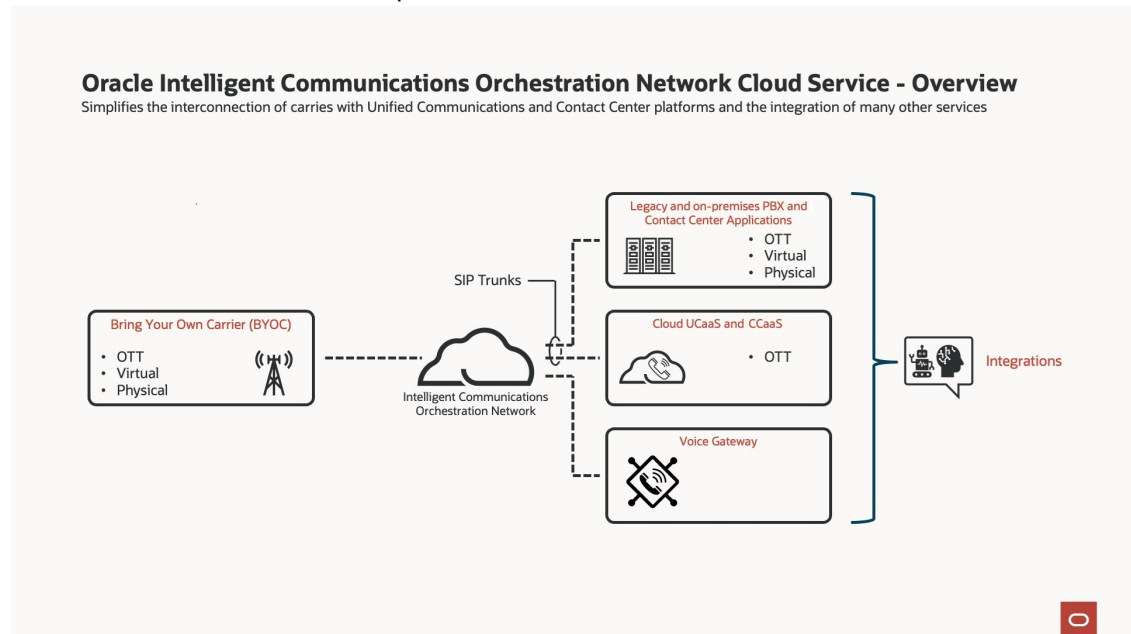 Oracle Intelligent Communications Orchestration Network Cloud Service - Overview
Simplifies the interconnection of carries with Unified Communications and Contact Center platforms and the integration of many other services
Legacy and on-premises PBX and
Contact Center Applications
• OTT
• Virtual
• Physical
SIP Trunks
Bring Your Own Carrier (BYOC)
• OTT
• Virtual
• Physical
Intelligent Communications
Orchestration Network
Cloud UCaaS and CCaaS
• OTT
Voice Gateway
Integrations